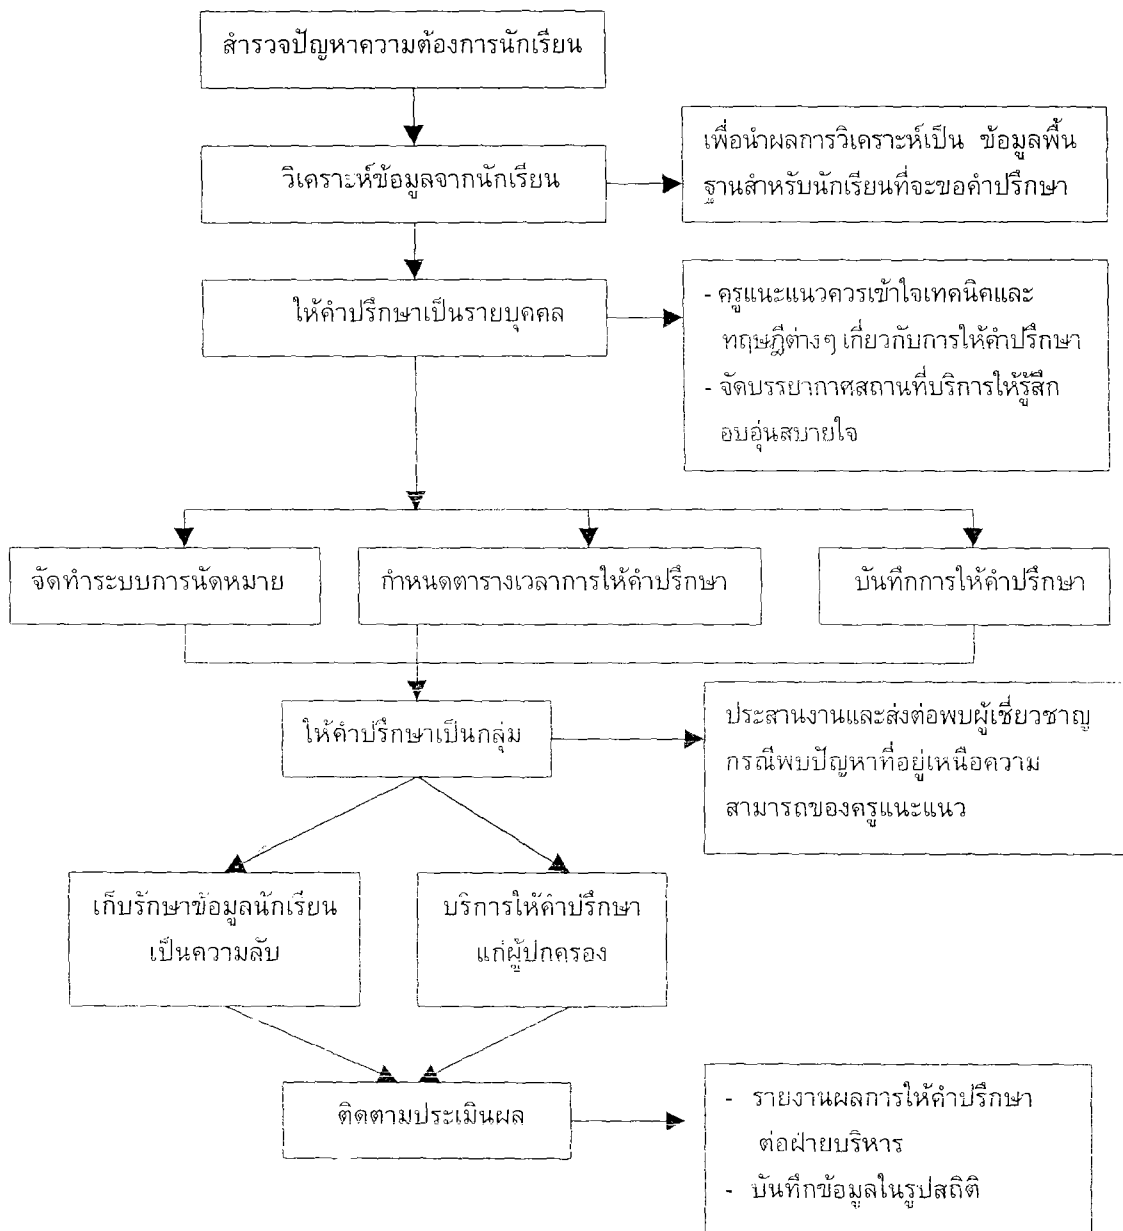 สำรวจปัญหาความต้องการนักเรียน
วิเคราะห์ข้อมูลจากนักเรียน
เพื่อนำผลการวิเคราะห์เป็น ข้อมูลพื้น
ฐานสำหรับนักเรียนที่จะขอคำปรึกษา
ให้คำปรึกษาเป็นรายบุคคล
- ครูแนะแนวควรเข้าใจเทคนิคและ
ทฤษฎีต่างๆ เกี่ยวกับการให้คำปรึกษา
- จัดบรรยากาศสถานที่บริการให้รู้สึก
อบอุ่นสบายใจ
จัดทำระบบการนัดหมาย
กำหนดตารางเวลาการให้คำปรึกษา
บันทึกการให้คำปรึกษา
ให้คำปรึกษาเป็นกลุ่ม
ประสานงานและส่งต่อพบผู้เชี่ยวชาญ
กรณีพบปัญหาที่อยู่เหนือความ
สามารถของครูแนะแนว
เก็บรักษาข้อมูลนักเรียน
เป็นความลับ
บริการให้คำปรึกษา
แก่ผู้ปกครอง
ติดตามประเมินผล
- รายงานผลการให้คำปรึกษา
ต่อฝ่ายบริหาร
- บันทึกข้อมูลในรูปสถิติ